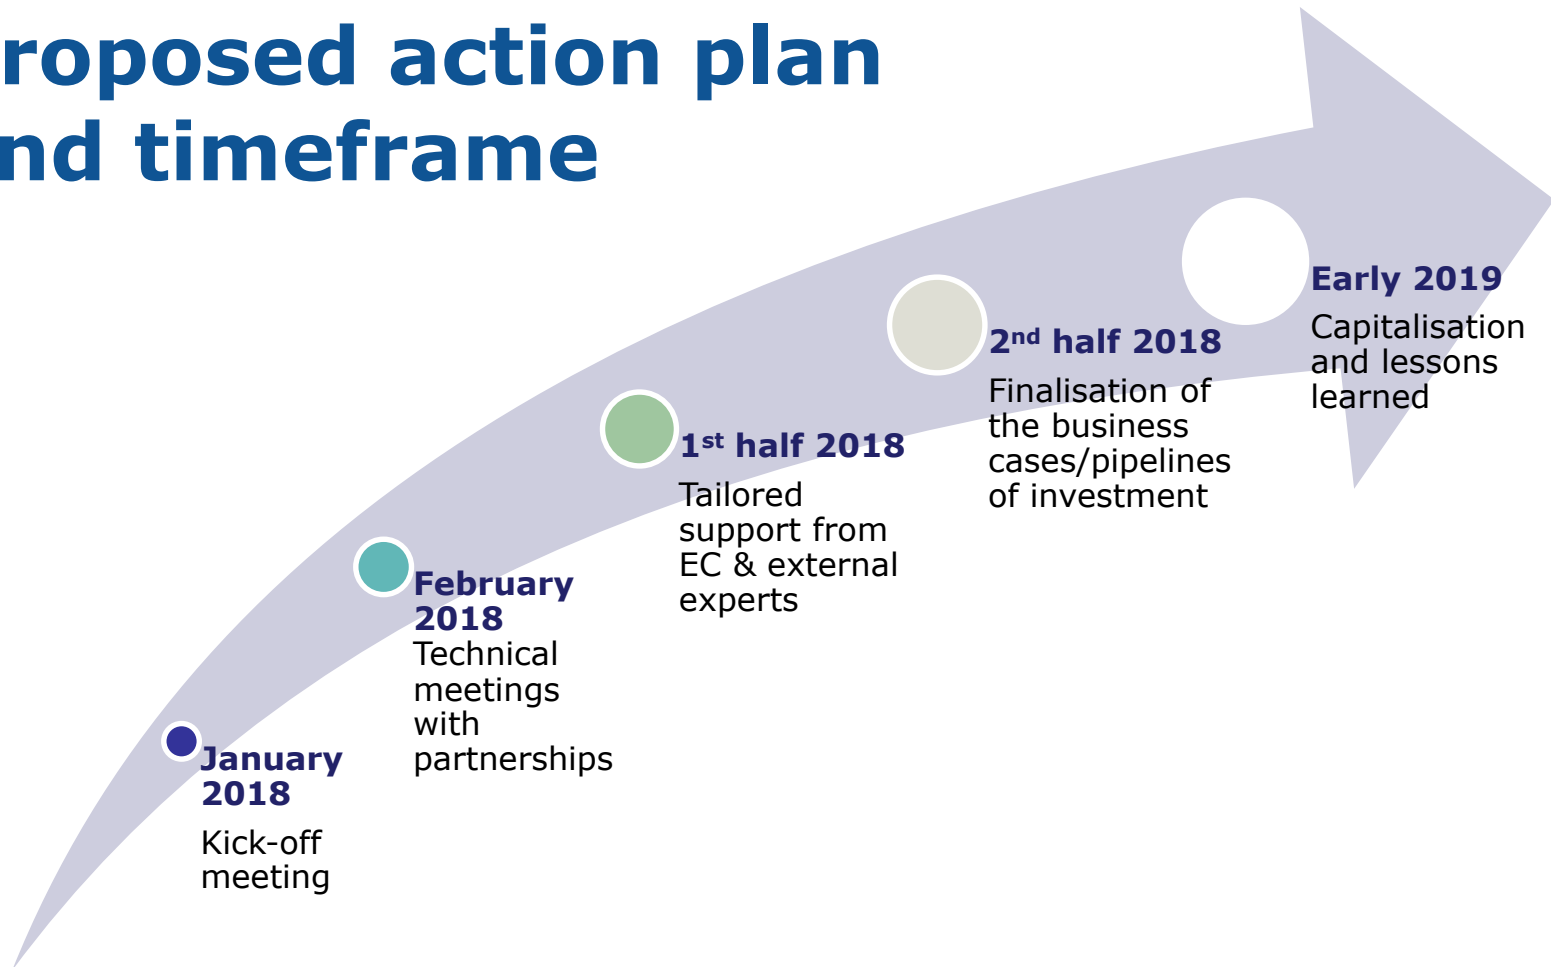 roposed action plan
nd timeframe
Early 2019
Capitalisation
and lessons
learned
2nd half 2018
Finalisation of
the business
cases/pipelines
of investment
1st half 2018
Tailored
support from
EC & external
experts
February
2018
Technical
meetings
with
partnerships
January
2018
Kick-off
meeting